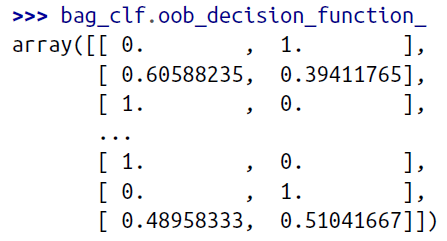 >>> bag_clf.oob_decision_function_
array([[ 0.        ,  1.        ],
       [ 0.60588235,  0.39411765],
       [ 1.        ,  0.        ],
       ...
       [ 1.        ,  0.        ],
       [ 0.        ,  1.        ],
       [ 0.48958333,  0.51041667]])